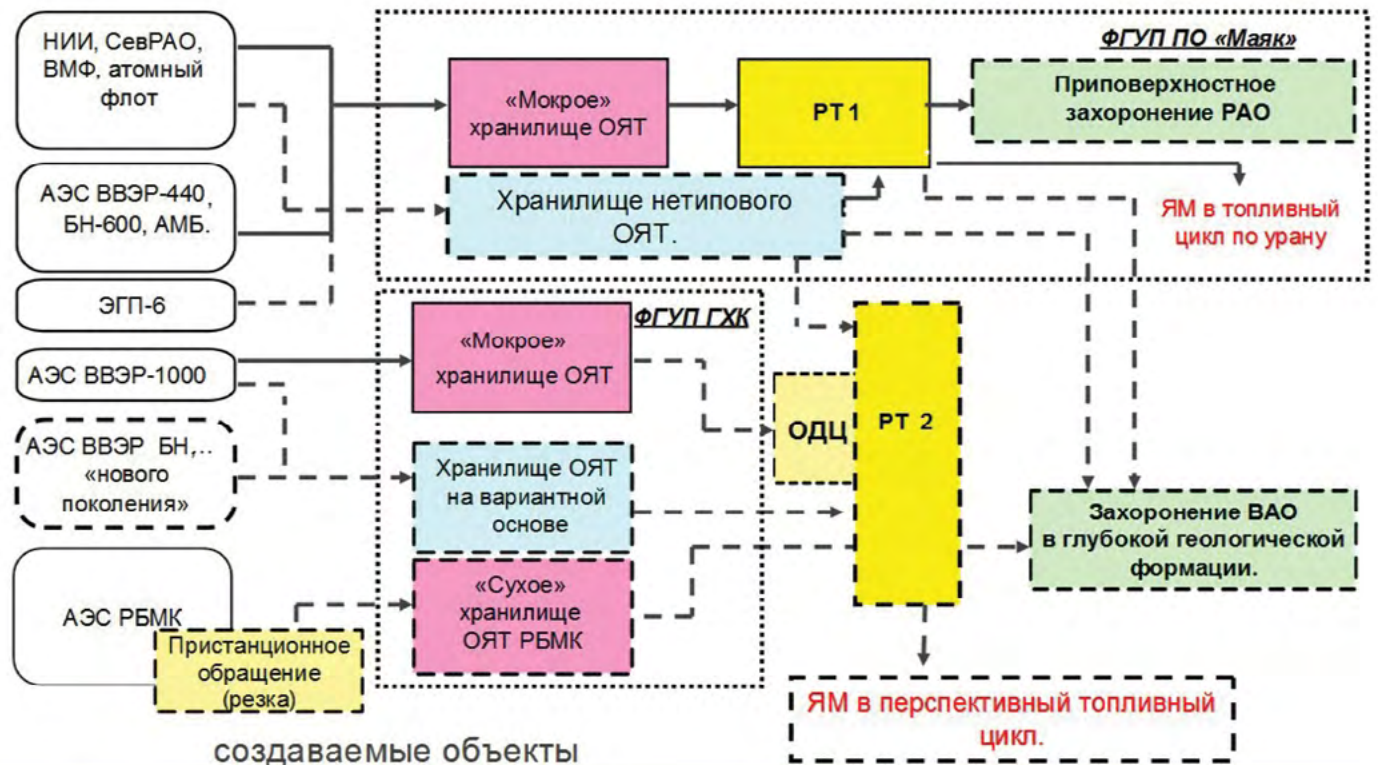 НИИ, СевРАО,
ВМФ, атомный
флот
АЭС ВВЭР-440,
БН-600, АМБ.
ЭГП-6
АЭС ВВЭР-1000
АЭС ВВЭР БН,..
«нового
поколения»
АЭС РБМК
Пристанционное
обращение
(резка)
ФГУП ПО «Маяк»
«Мокрое»
хранилище ОЯТ
РТ 1
Приповерхностное
захоронение РАО
Хранилище нетипового
ОЯТ.
ЯМ в топливный
цикл по урану
ФГУП ГХК
«Мокрое»
хранилище ОЯТ
Хранилище ОЯТ
на вариантной
основе
«Сухое»
хранилище
ОЯТ РБМК
ОДЦ
РТ 2
Захоронение ВАО
в глубокой геологической
формации.
ЯМ в перспективный топливный
цикл.
создаваемые объекты